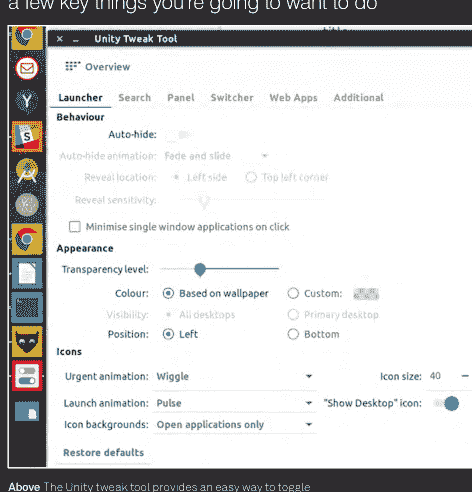 a few key things you're going to want to do
Unity Tweak Tool
Overview
Launcher Search Panel Switcher Web Apps Additional
Behaviour
Auto-hide:
Auto-hide animation: Fade and slide
Reveal location: Left side Top left corner
Reveal sensitivity:
Minimise single window applications on click
Appearance
Transparency level:
Colour: Based on wallpaper Custom:
Visibility: All desktops Primary desktop
Position: Left Bottom
Icons
Urgent animation: Wiggle Icon size: 40
Launch animation: Pulse "Show Desktop" icon:
Icon backgrounds: Open applications only
Restore defaults
Above The Unity tweak tool provides an easy way to toggle